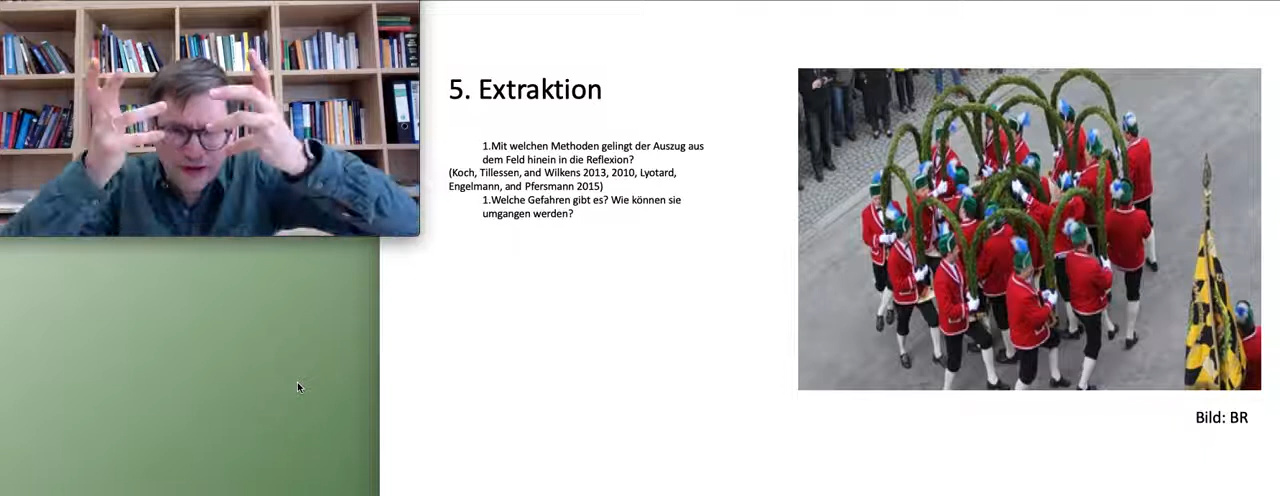 5. Extraktion
1.Mit welchen Methoden gelingt der Auszug aus
dem Feld hinein in die Reflexion?
(Koch, Tillessen, and Wilkens 2013, 2010, Lyotard,
Engelmann, and Pfersmann 2015)
1.Welche Gefahren gibt es? Wie können sie
umgangen werden?
Bild: BR